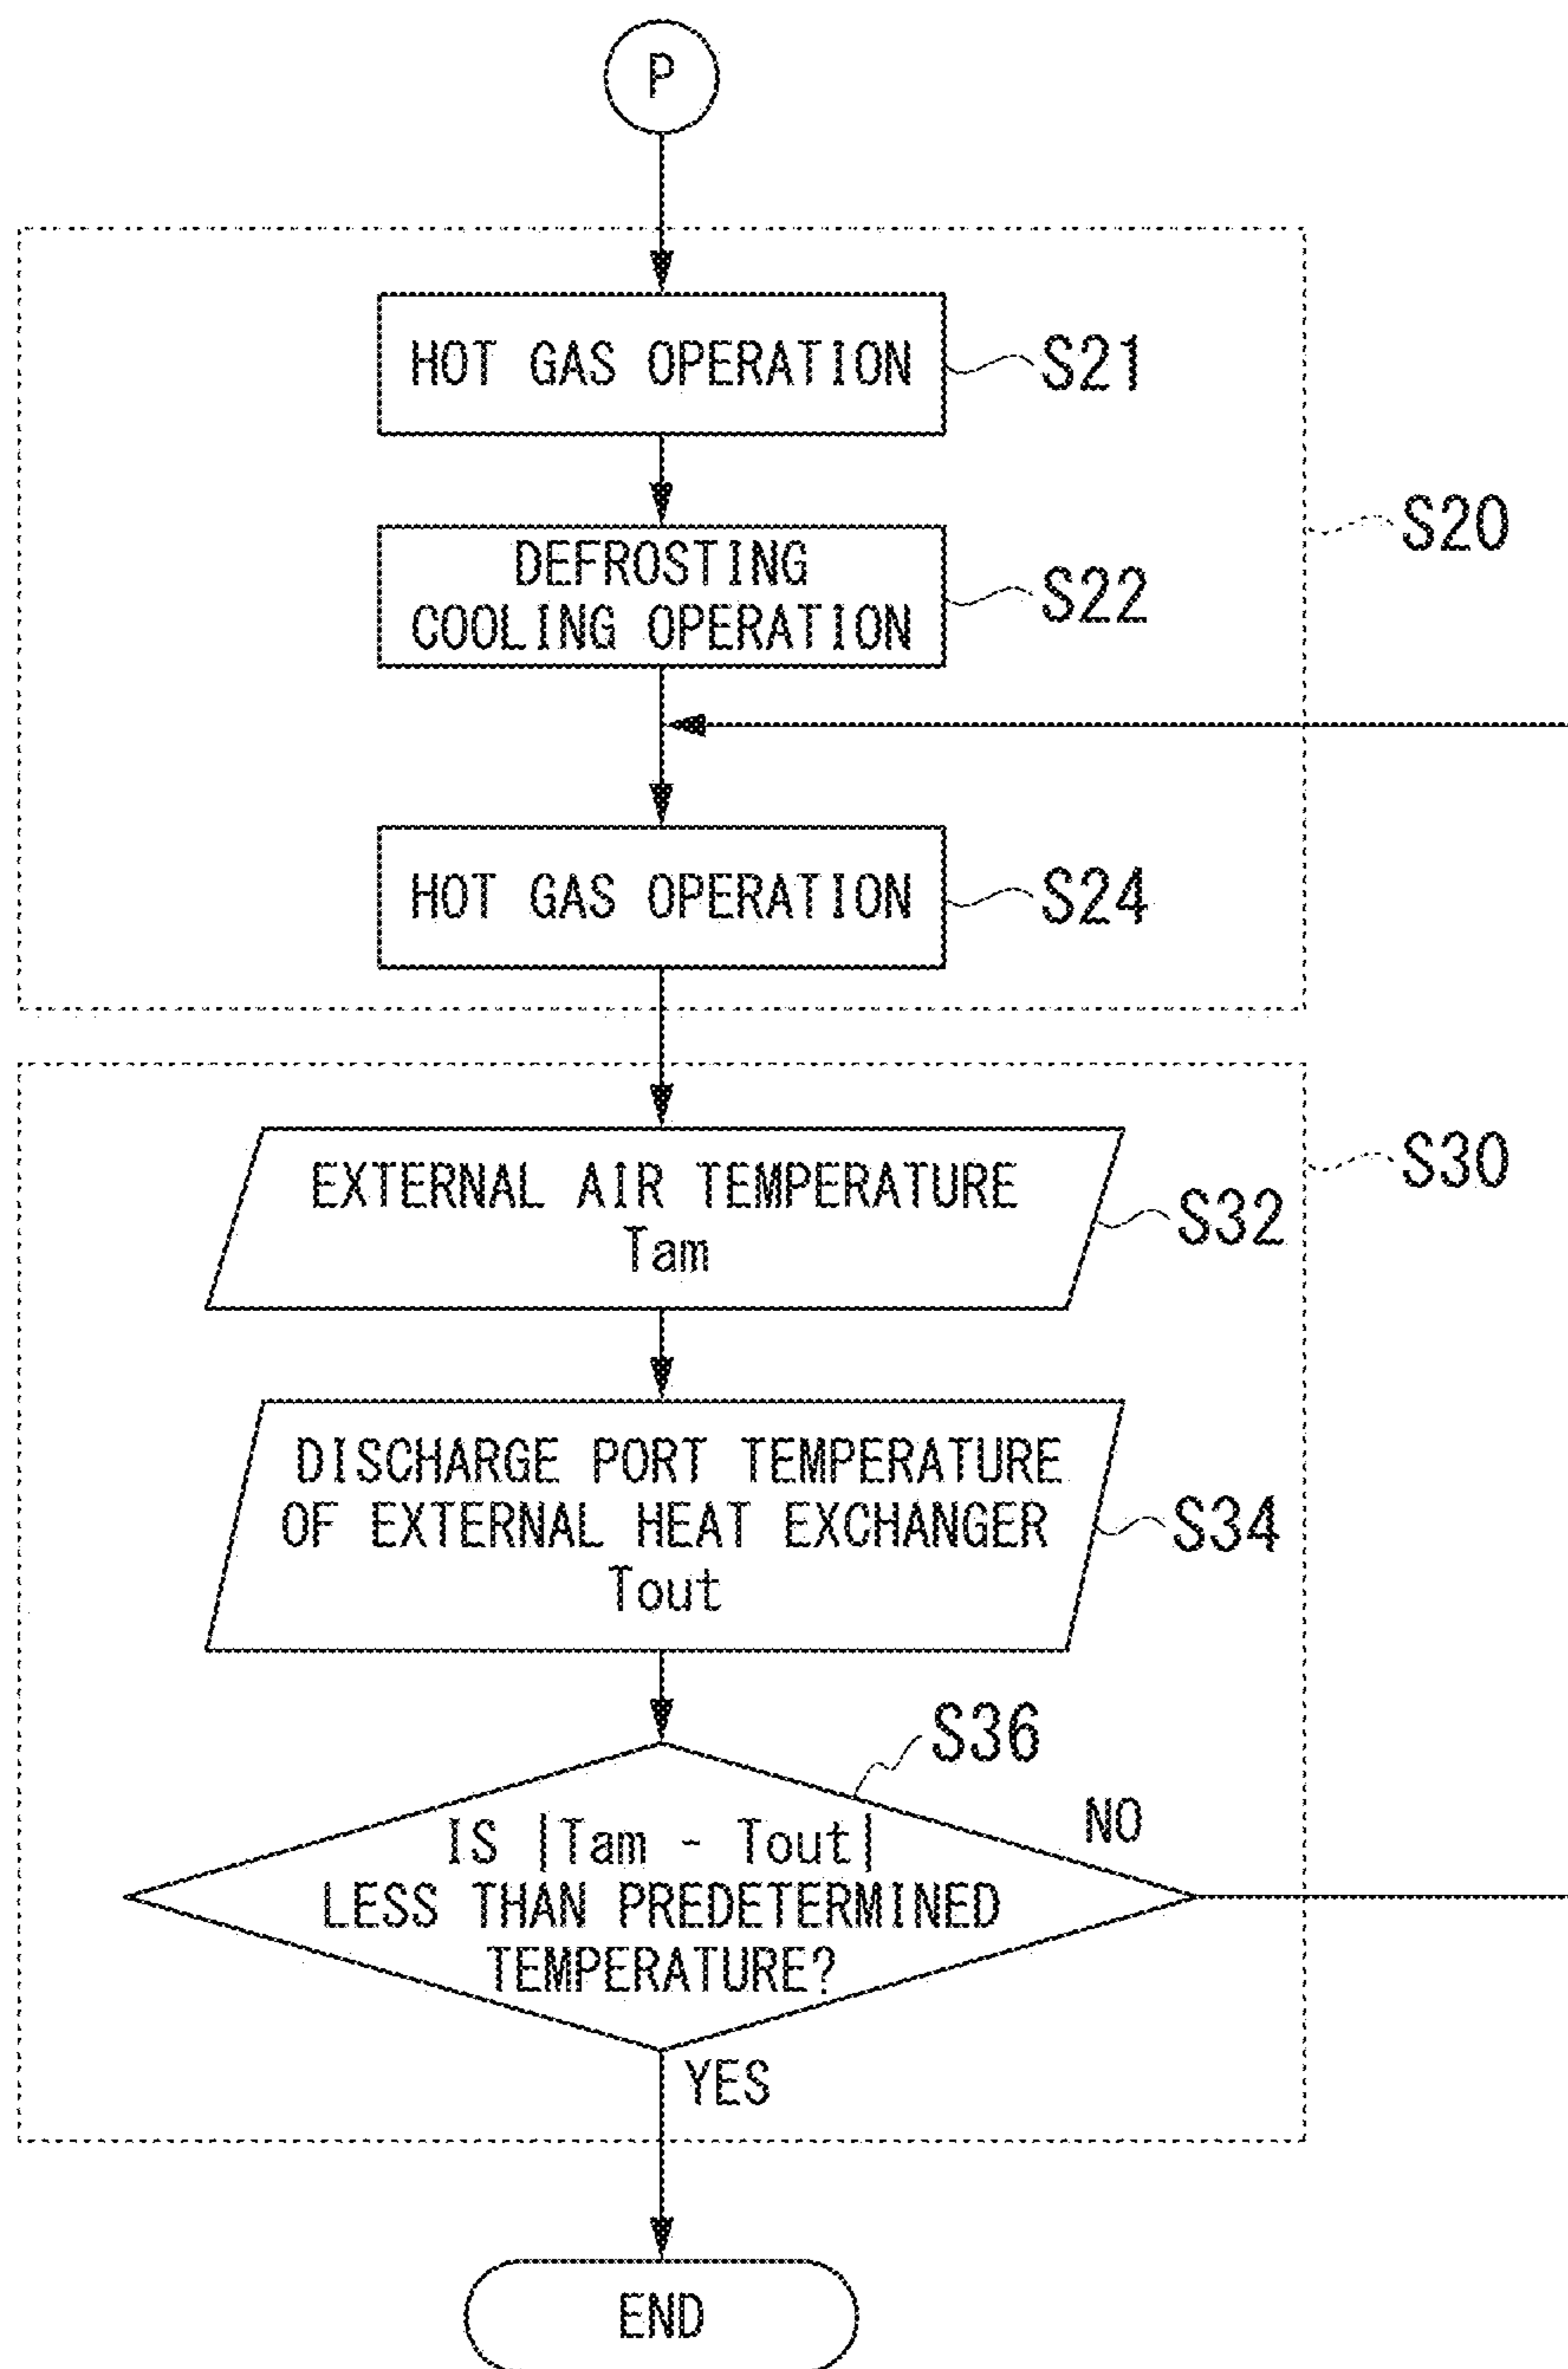 P
HOT GAS OPERATION
S21
DEFROSTING
COOLING OPERATION
S22
S20
HOT GAS OPERATION
S24
EXTERNAL AIR TEMPERATURE
Tam
S32
S30
DISCHARGE PORT TEMPERATURE
OF EXTERNAL HEAT EXCHANGER
Tout
S34
S36
IS |Tam - Tout|
LESS THAN PREDETERMINED
TEMPERATURE?
NO
YES
END